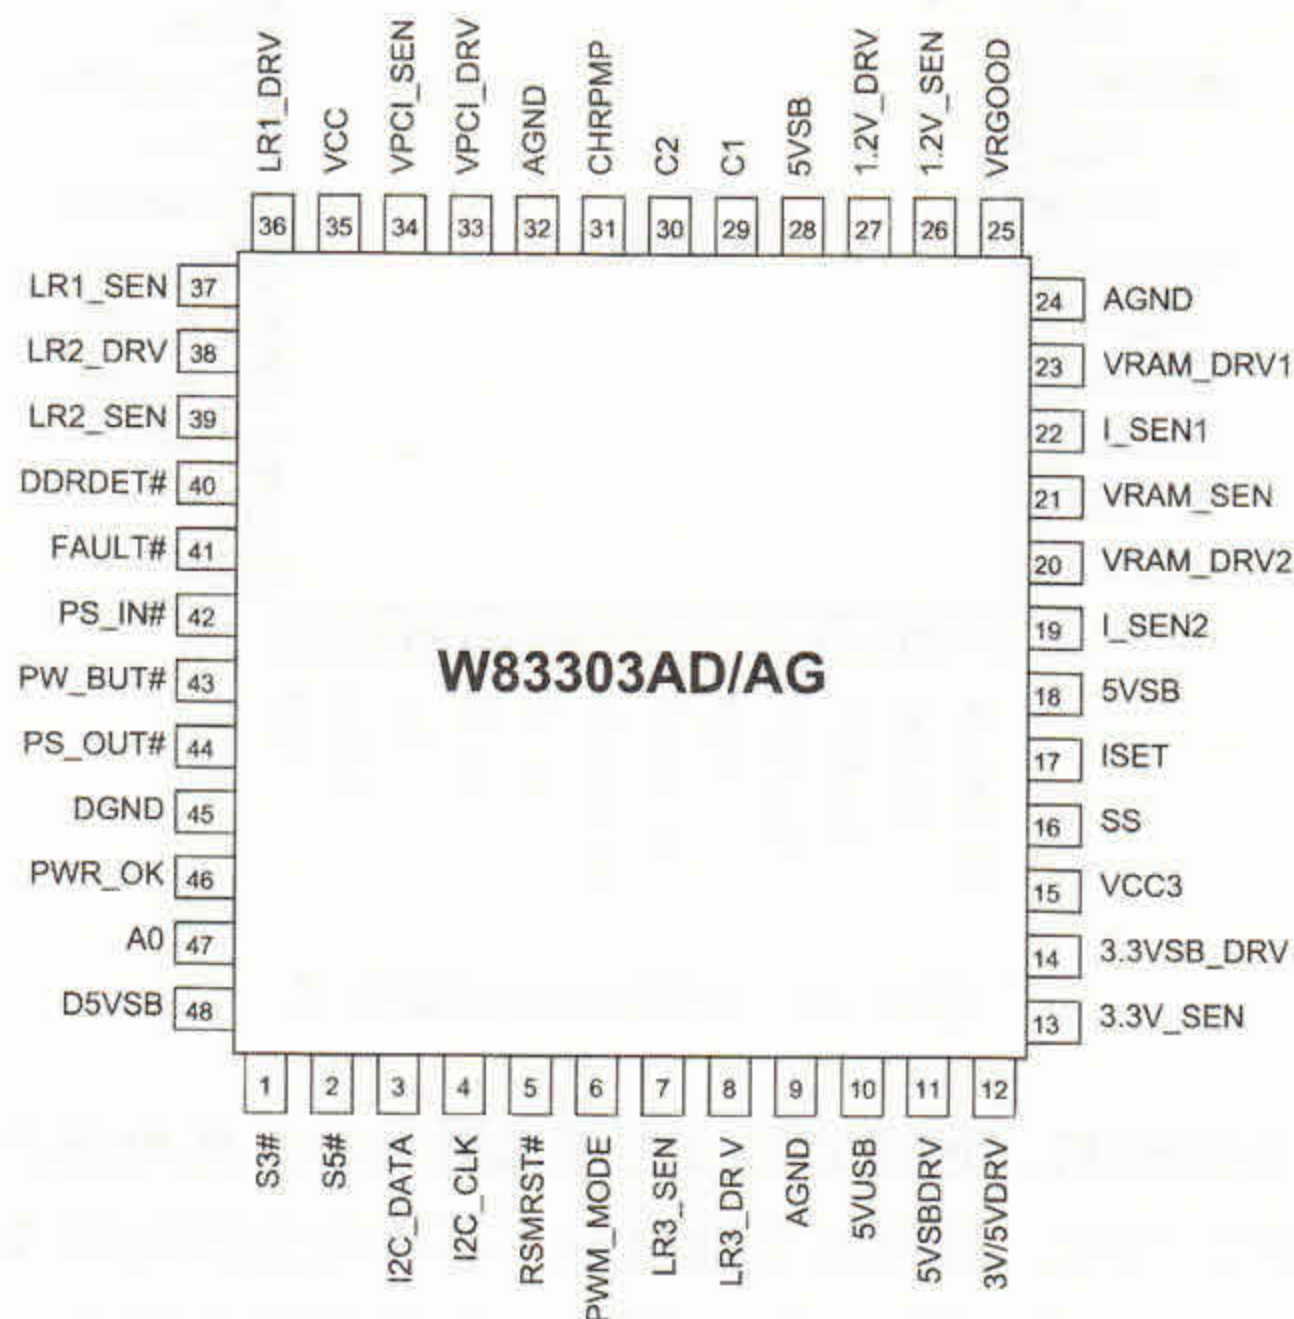 LR1_DRV
VCC
VPCI_SEN
VPCI_DRV
AGND
CHRPMP
C2
C1
5VSB
1.2V_DRV
1.2V_SEN
VRGOOD
36 35 34 33 32 31 30 29 28 27 26 25
LR1_SEN 37
LR2_DRV 38
LR2_SEN 39
DDRDET# 40
FAULT# 41
PS_IN# 42
PW_BUT# 43
PS_OUT# 44
DGND 45
PWR_OK 46
A0 47
D5VSB 48
W83303AD/AG
24 AGND
23 VRAM_DRV1
22 I_SEN1
21 VRAM_SEN
20 VRAM_DRV2
19 I_SEN2
18 5VSB
17 ISET
16 SS
15 VCC3
14 3.3VSB_DRV
13 3.3V_SEN
1 2 3 4 5 6 7 8 9 10 11 12
S3#
S5#
I2C_DATA
I2C_CLK
RSMRST#
PWM_MODE
LR3_SEN
LR3_DR V
AGND
5VUSB
5VSBDRV
3V/5VDRV